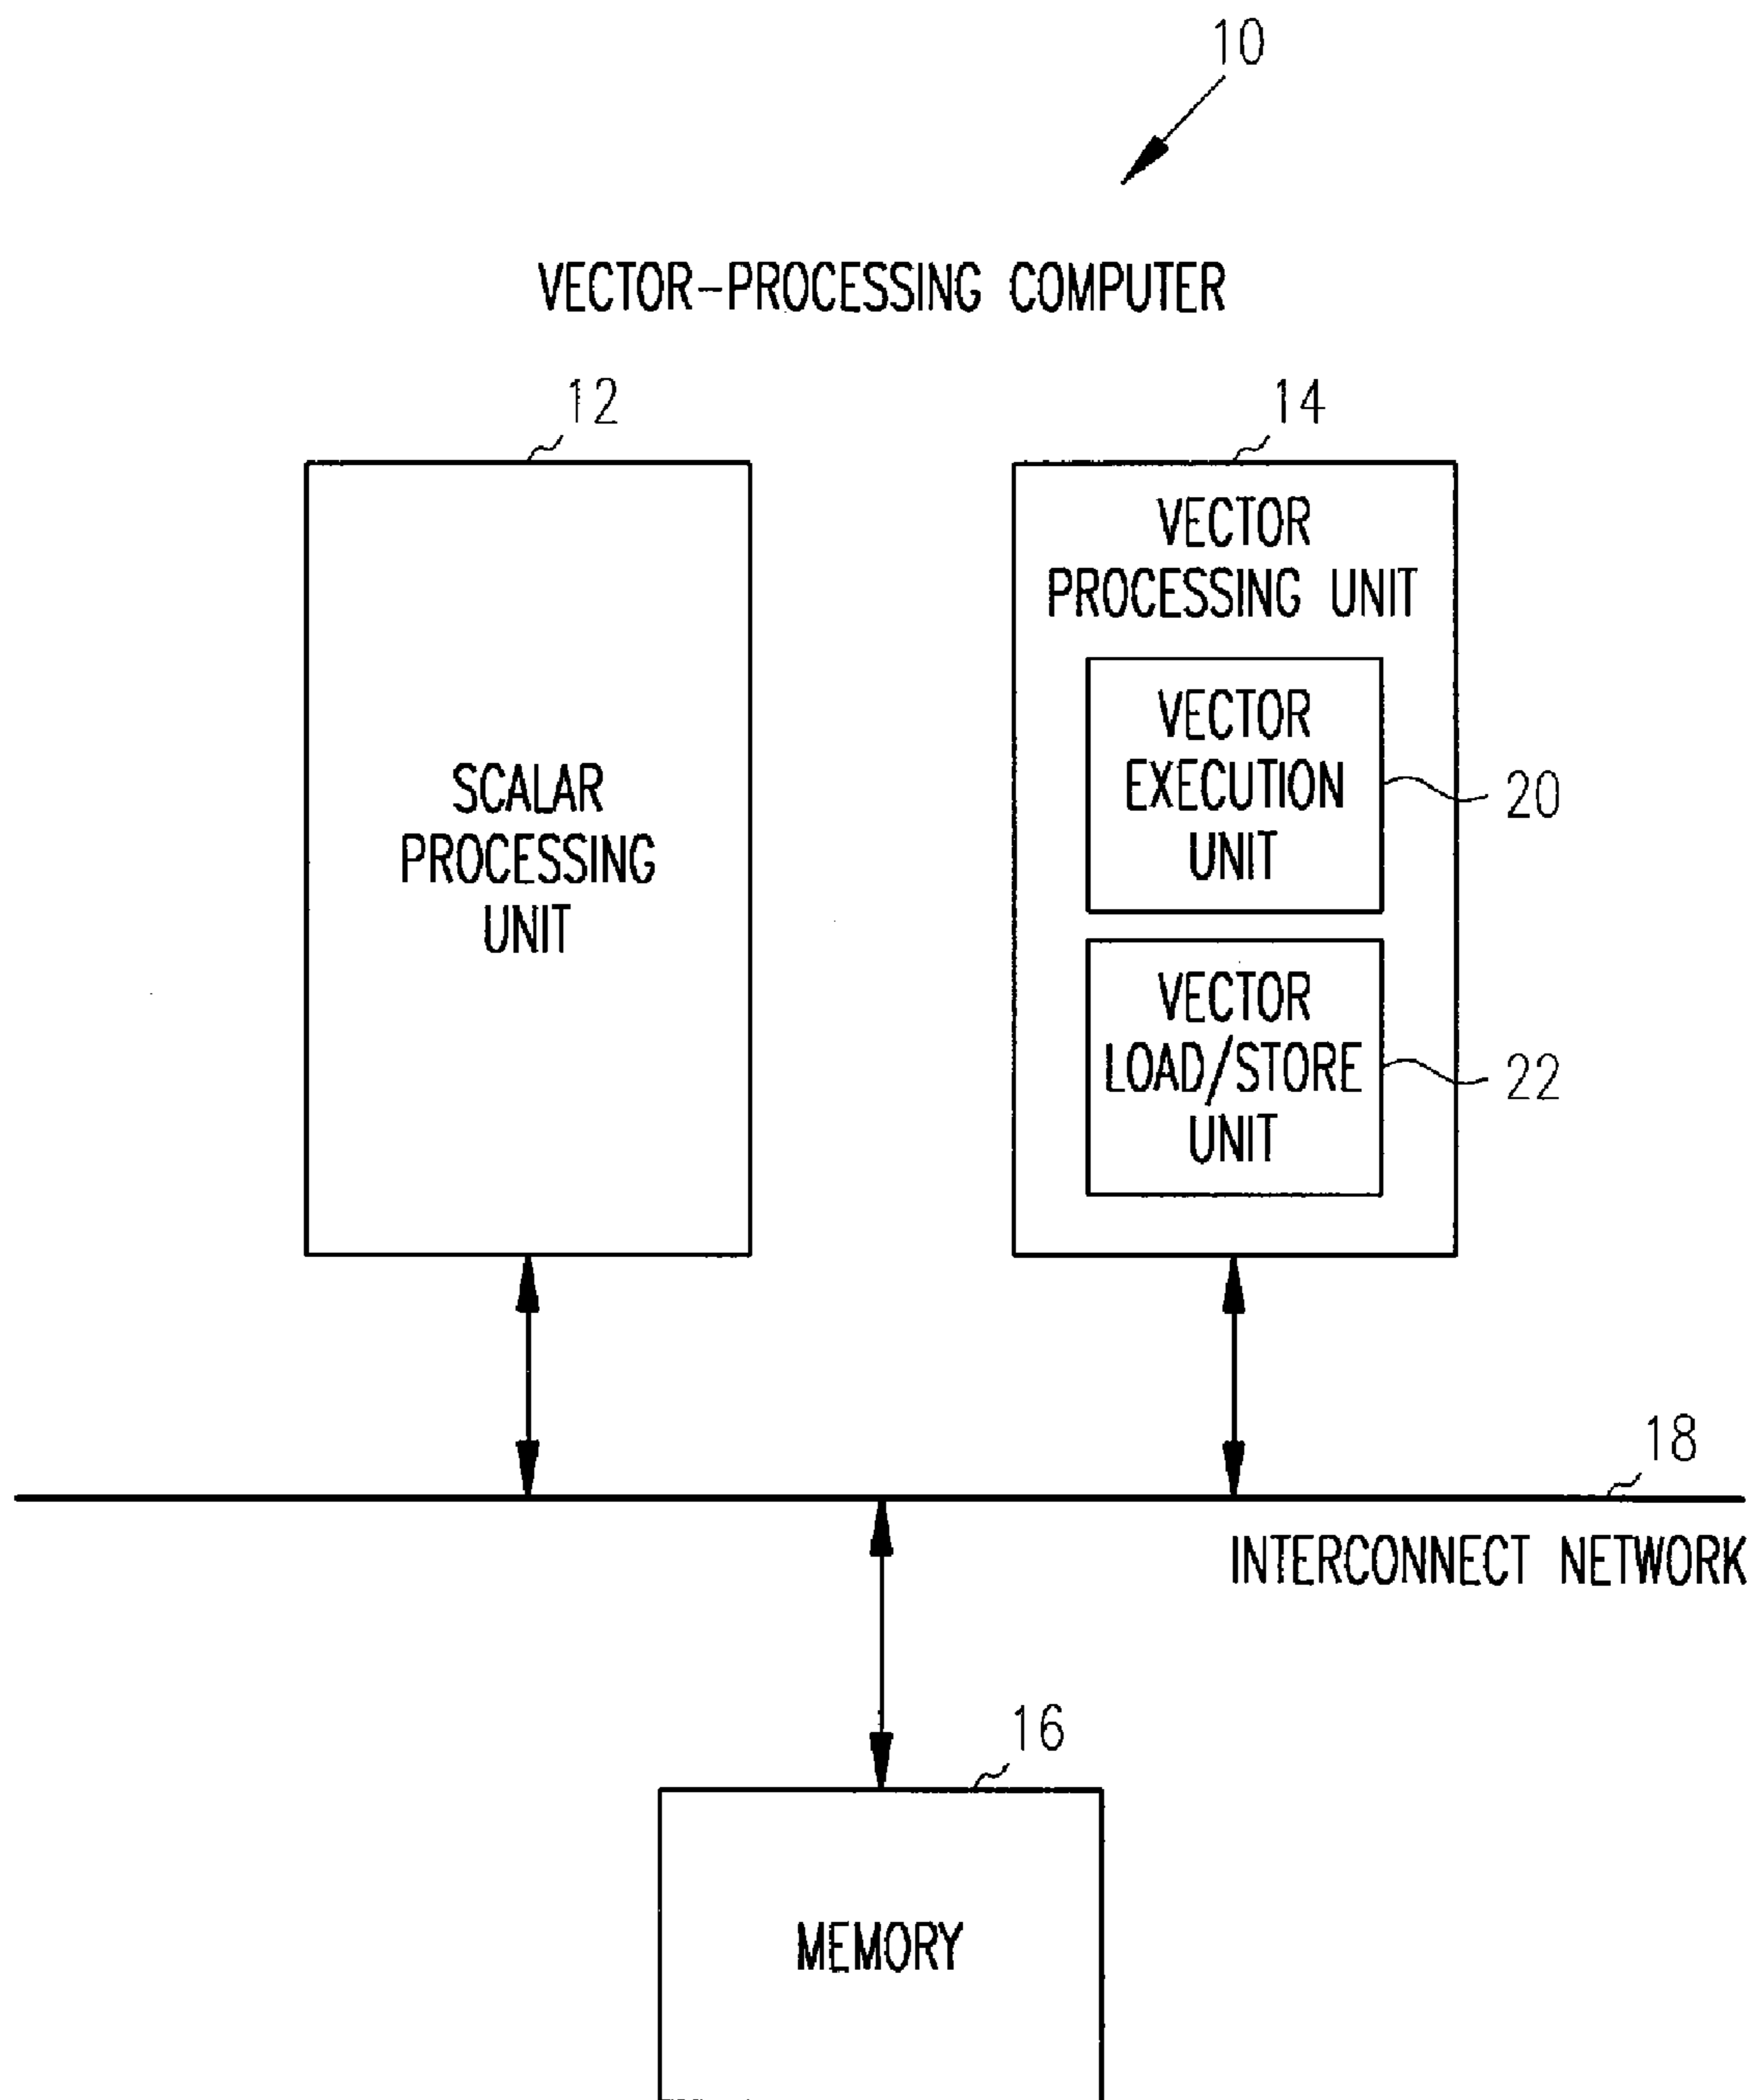 10
VECTOR-PROCESSING COMPUTER
12
14
SCALAR
PROCESSING
UNIT
VECTOR
PROCESSING UNIT
VECTOR
EXECUTION
UNIT
20
VECTOR
LOAD/STORE
UNIT
22
18
INTERCONNECT NETWORK
16
MEMORY